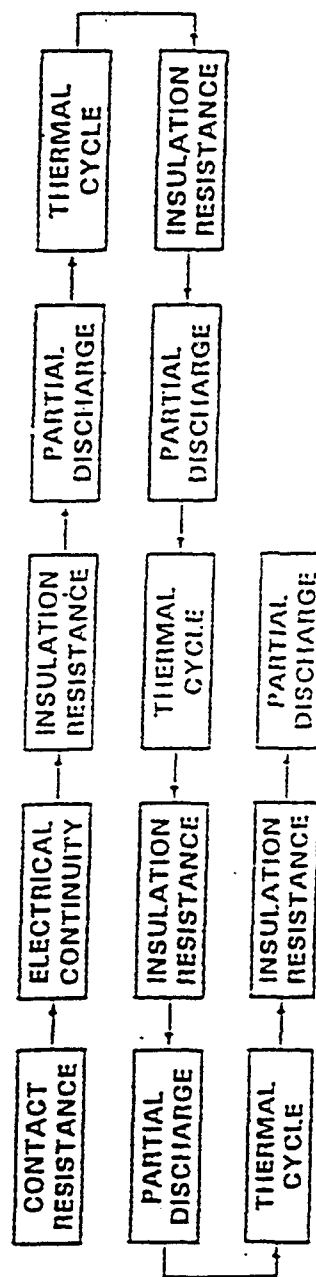 CONTACT
RESISTANCE
ELECTRICAL
CONTINUITY
INSULATION
RESISTANCE
PARTIAL
DISCHARGE
THERMAL
CYCLE
INSULATION
RESISTANCE
PARTIAL
DISCHARGE
THERMAL
CYCLE
INSULATION
RESISTANCE
PARTIAL
DISCHARGE
THERMAL
CYCLE
INSULATION
RESISTANCE
PARTIAL
DISCHARGE